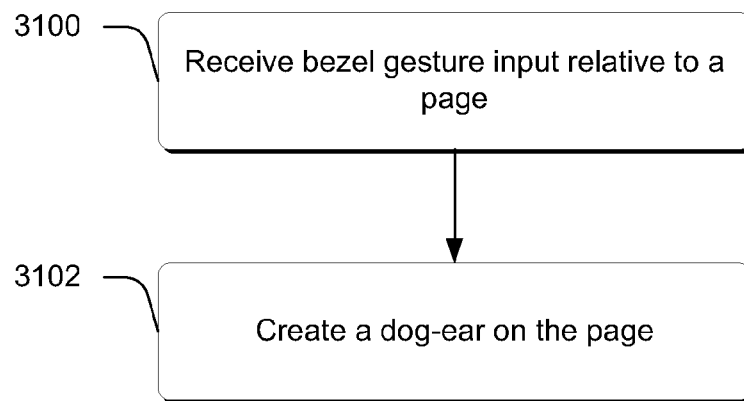 3100
Receive bezel gesture input relative to a
page
3102
Create a dog-ear on the page